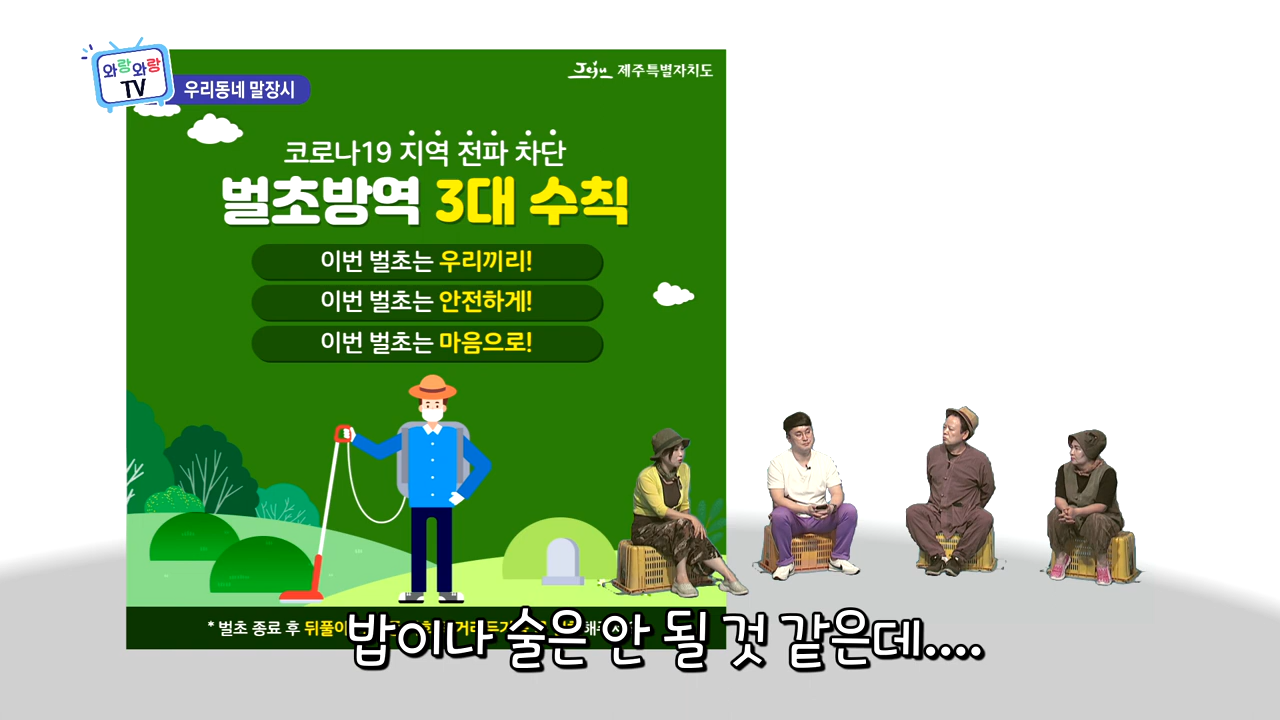 와랑와랑
TV
우리동네 말장시
Jeju 제주특별자치도
코로나19 지역 전파 차단
벌초방역 3대 수칙
이번 벌초는 우리끼리!
이번 벌초는 안전하게!
이번 벌초는 마음으로!
* 벌초 종료 후 뒤풀이
밥이나 술은 안 될 것 같은데....